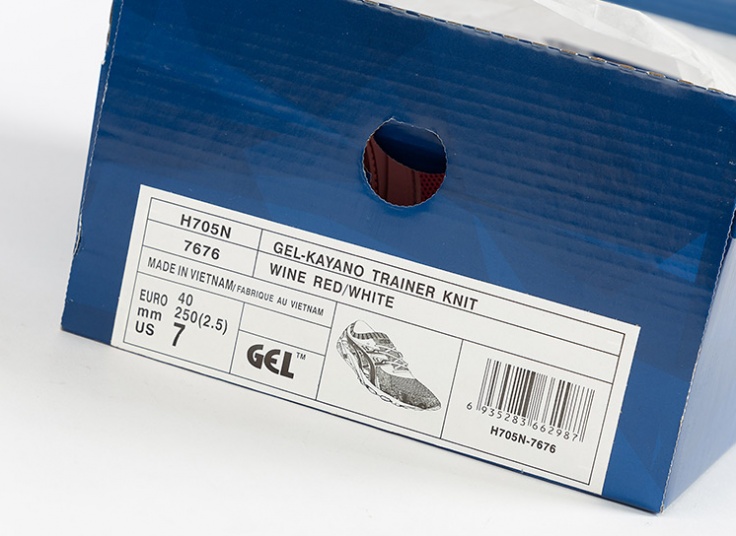 H705N
7676
GEL-KAYANO TRAINER KNIT
WINE RED/WHITE
MADE IN VIETNAM/FABRIQUE AU VIETNAM
EURO 40
mm 250(2.5)
US 7
GEL™
6 935283 662987
H705N-7676